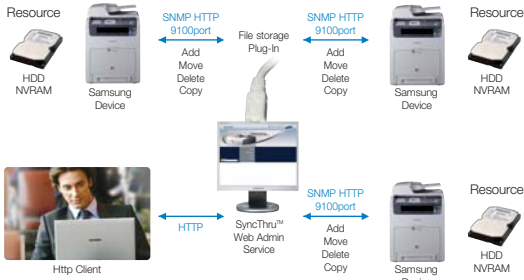 Resource
HDD
NVRAM
Samsung
Device
SNMP HTTP
9100port
Add
Move
Delete
Copy
File storage
Plug-In
SNMP HTTP
9100port
Add
Move
Delete
Copy
Samsung
Device
Resource
HDD
NVRAM
Http Client
HTTP
SyncThru™
Web Admin
Service
SNMP HTTP
9100port
Add
Move
Delete
Copy
Samsung
Device
Resource
HDD
NVRAM